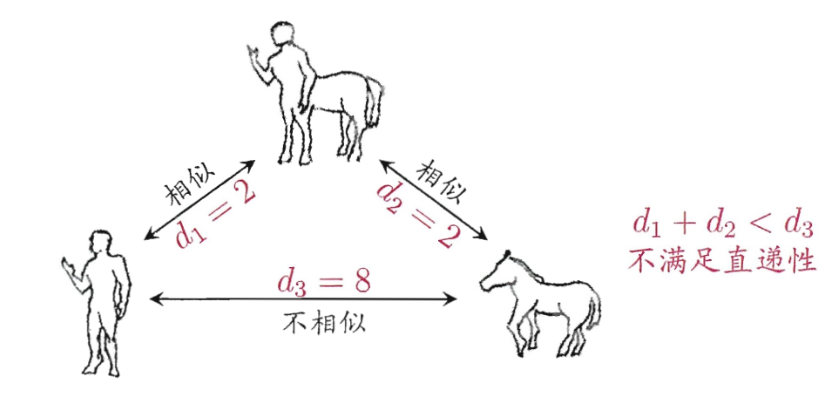 相似
d₁ = 2
相似
d₂ = 2
d₁ + d₂ < d₃
不满足直递性
d₃ = 8
不相似